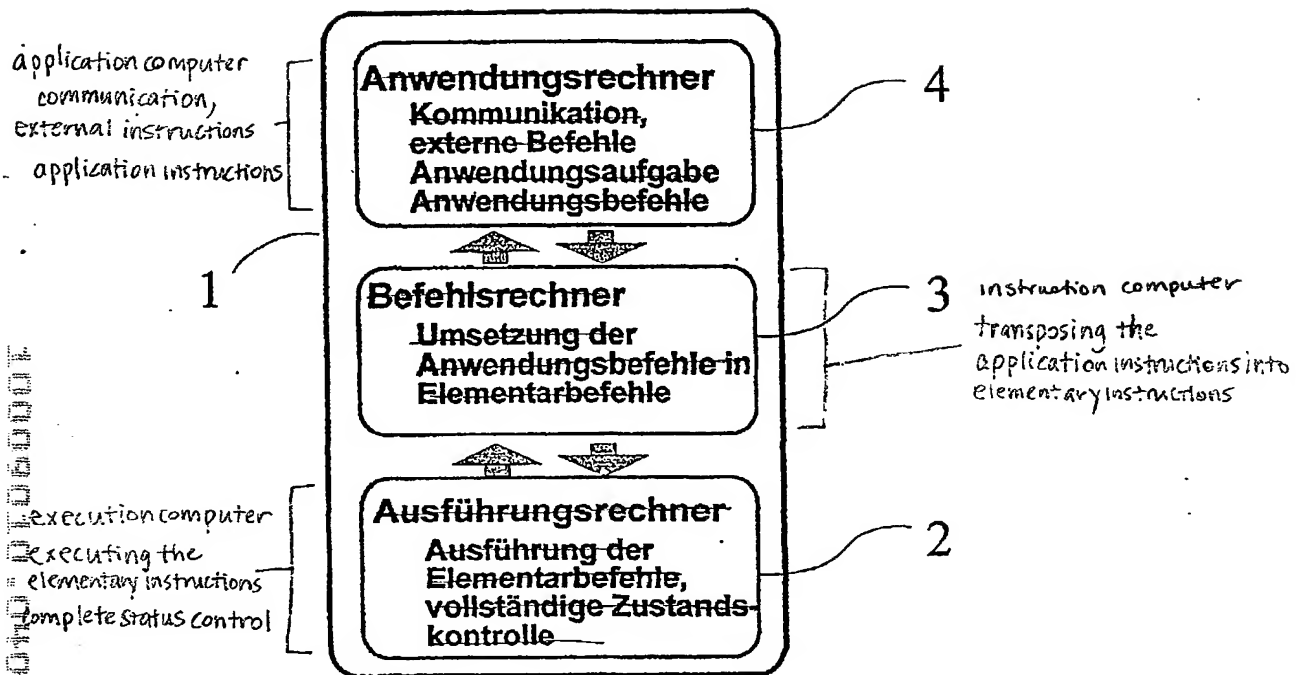 application computer
communication,
external instructions
application instructions
Anwendungsrechner
Kommunikation,
externe Befehle
Anwendungsaufgabe
Anwendungsbefehle
4
1
Befehlsrechner
Umsetzung der
Anwendungsbefehle in
Elementarbefehle
3
instruction computer
transposing the
application instructions into
elementary instructions
execution computer
executing the
elementary instructions
complete status control
Ausführungsrechner
Ausführung der
Elementarbefehle,
vollständige Zustands-
kontrolle
2